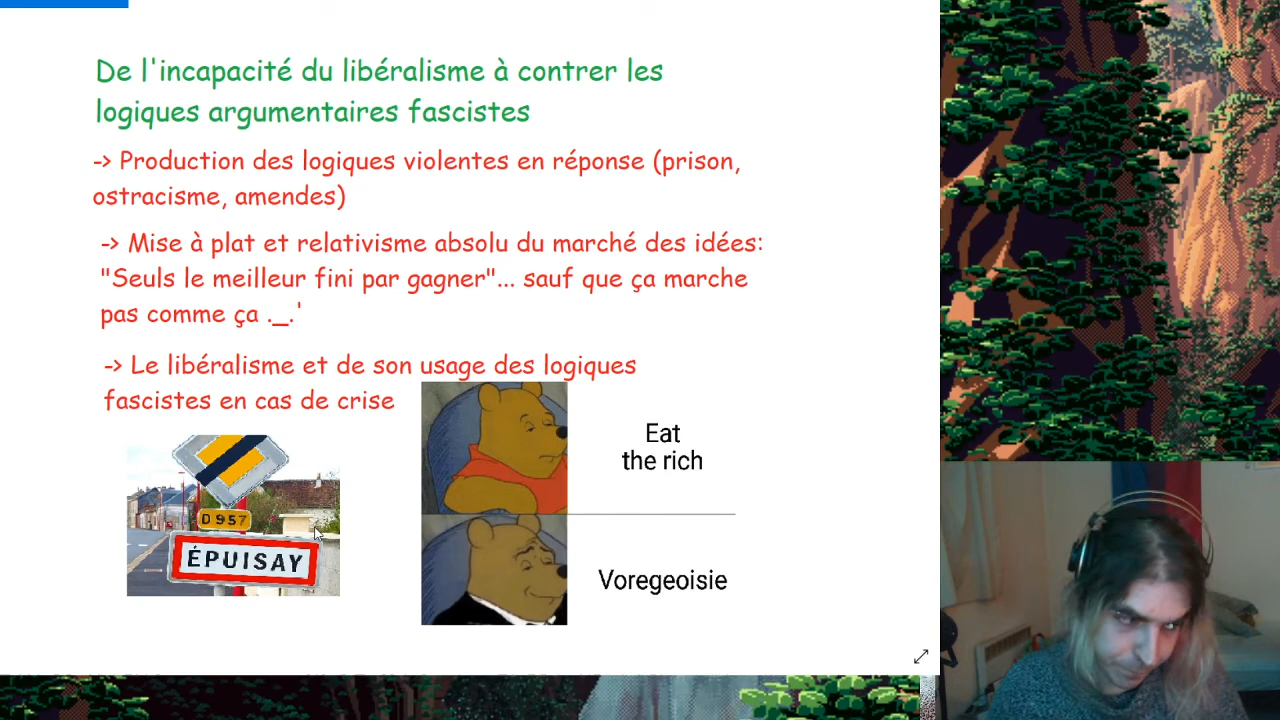 De l'incapacité du libéralisme à contrer les
logiques argumentaires fascistes
-> Production des logiques violentes en réponse (prison,
ostracisme, amendes)
-> Mise à plat et relativisme absolu du marché des idées:
"Seuls le meilleur fini par gagner"... sauf que ça marche
pas comme ça ._.'
-> Le libéralisme et de son usage des logiques
fascistes en cas de crise
D 957
ÉPUISAY
Eat
the rich
Voregeoisie